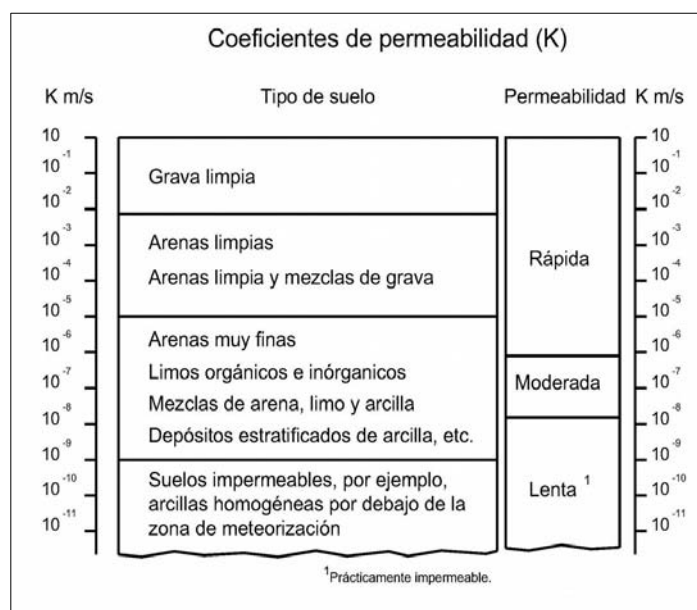 Coeficientes de permeabilidad (K)
K m/s Tipo de suelo Permeabilidad K m/s
10 10
10⁻¹ 10⁻¹
Grava limpia
10⁻² 10⁻²
10⁻³ 10⁻³
Arenas limpias
Rápida
10⁻⁴ 10⁻⁴
Arenas limpia y mezclas de grava
10⁻⁵ 10⁻⁵
10⁻⁶ 10⁻⁶
Arenas muy finas
10⁻⁷ 10⁻⁷
Limos orgánicos e inórganicos
Moderada
10⁻⁸ 10⁻⁸
Mezclas de arena, limo y arcilla
10⁻⁹ 10⁻⁹
Depósitos estratificados de arcilla, etc.
10⁻¹⁰ 10⁻¹⁰
Suelos impermeables, por ejemplo,
arcillas homogéneas por debajo de la
zona de meteorización
Lenta ¹
10⁻¹¹ 10⁻¹¹
¹Prácticamente impermeable.